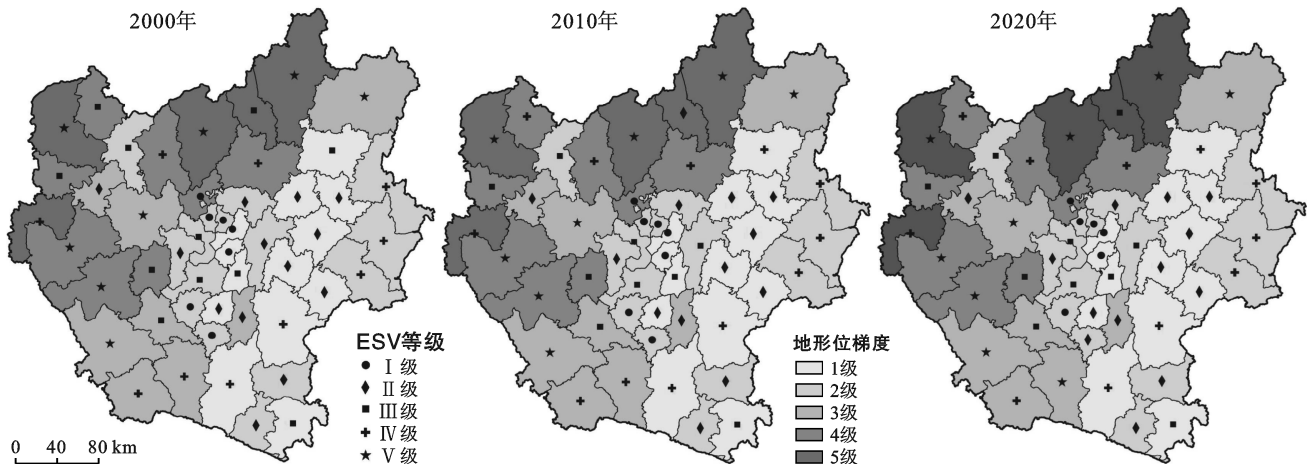 2000年
2010年
2020年
ESV等级
Ⅰ级
Ⅱ级
Ⅲ级
Ⅳ级
Ⅴ级
0 40 80 km
地形位梯度
1级
2级
3级
4级
5级